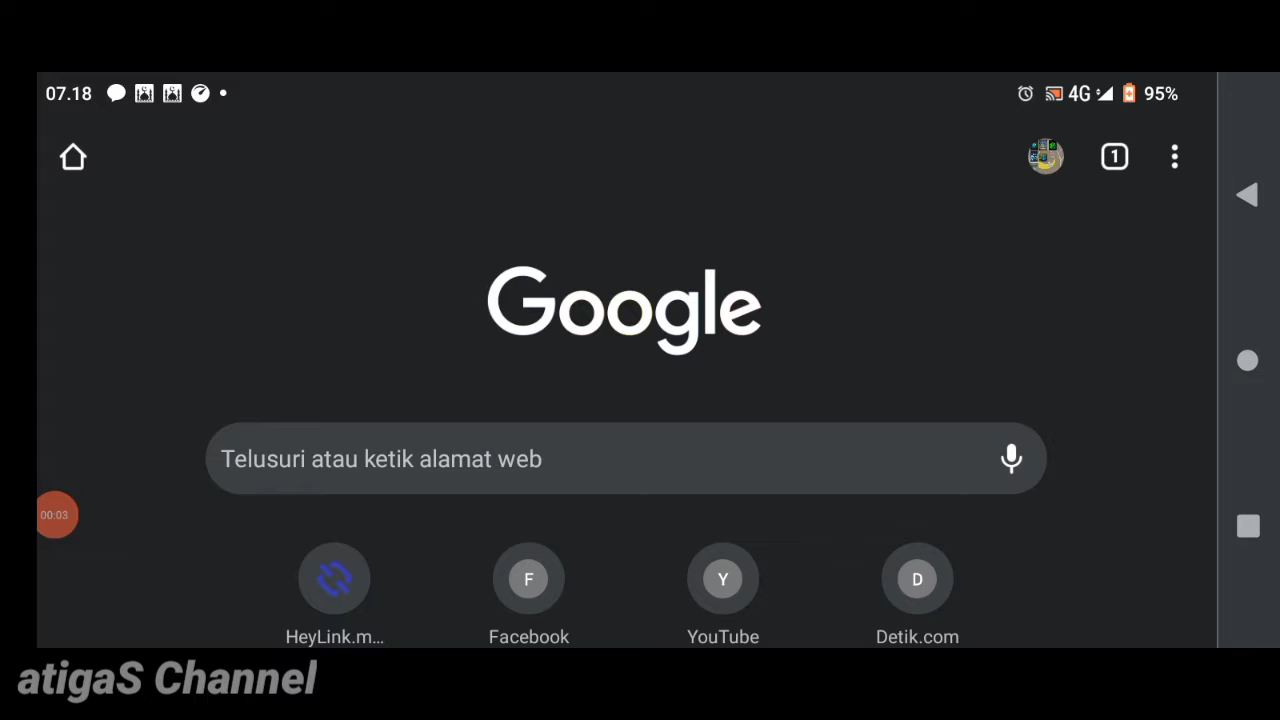 07.18 4G 95%
1
Google
Telusuri atau ketik alamat web
00:03
F Y D
HeyLink.m... Facebook YouTube Detik.com
atigaS Channel